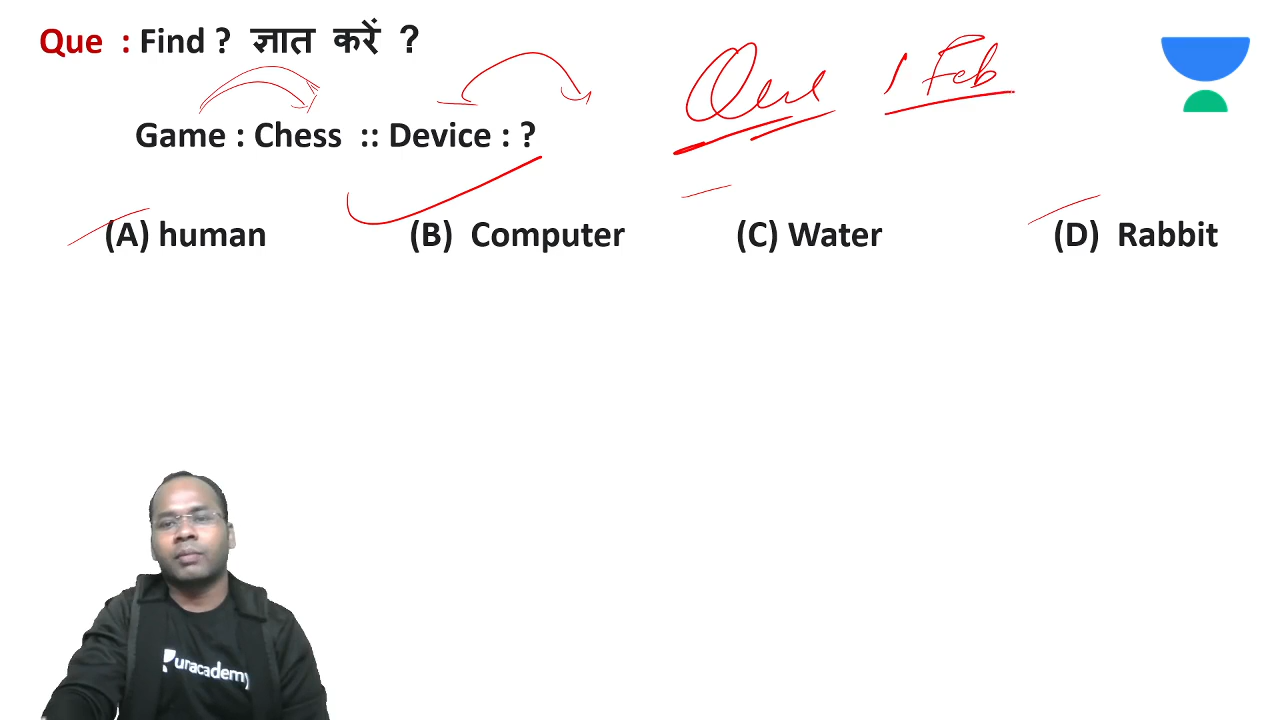 Que : Find ? ज्ञात करें ?
Que 1 Feb
Game : Chess :: Device : ?
(A) human (B) Computer (C) Water (D) Rabbit
uracademy